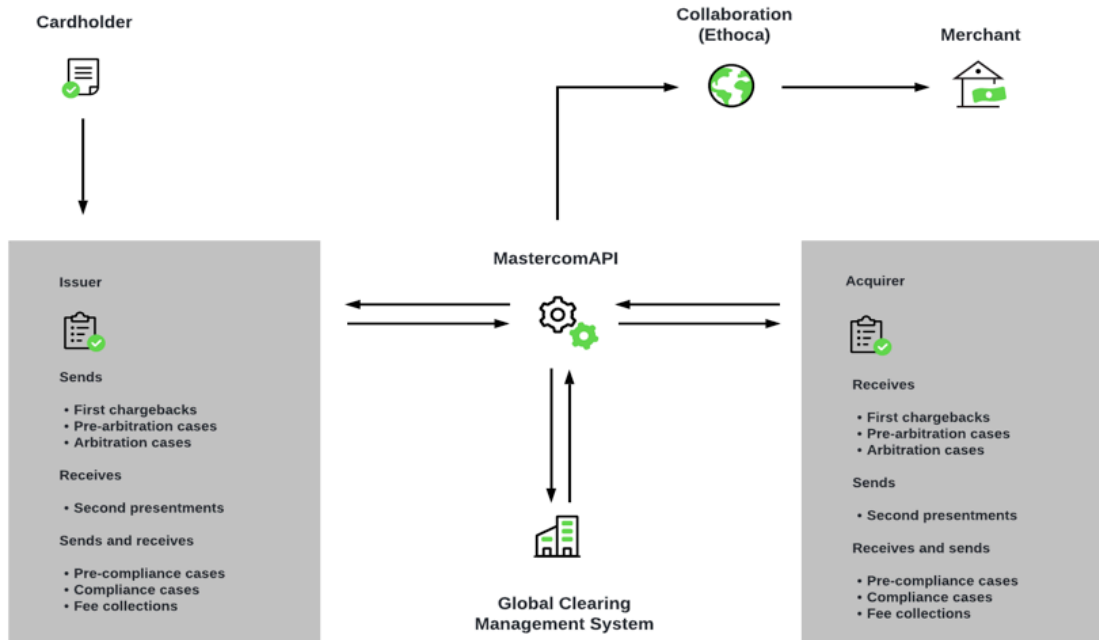 Cardholder
Collaboration
(Ethoca)
Merchant
MastercomAPI
Issuer
Sends
• First chargebacks
• Pre-arbitration cases
• Arbitration cases
Receives
• Second presentments
Sends and receives
• Pre-compliance cases
• Compliance cases
• Fee collections
Acquirer
Receives
• First chargebacks
• Pre-arbitration cases
• Arbitration cases
Sends
• Second presentments
Receives and sends
• Pre-compliance cases
• Compliance cases
• Fee collections
Global Clearing
Management System